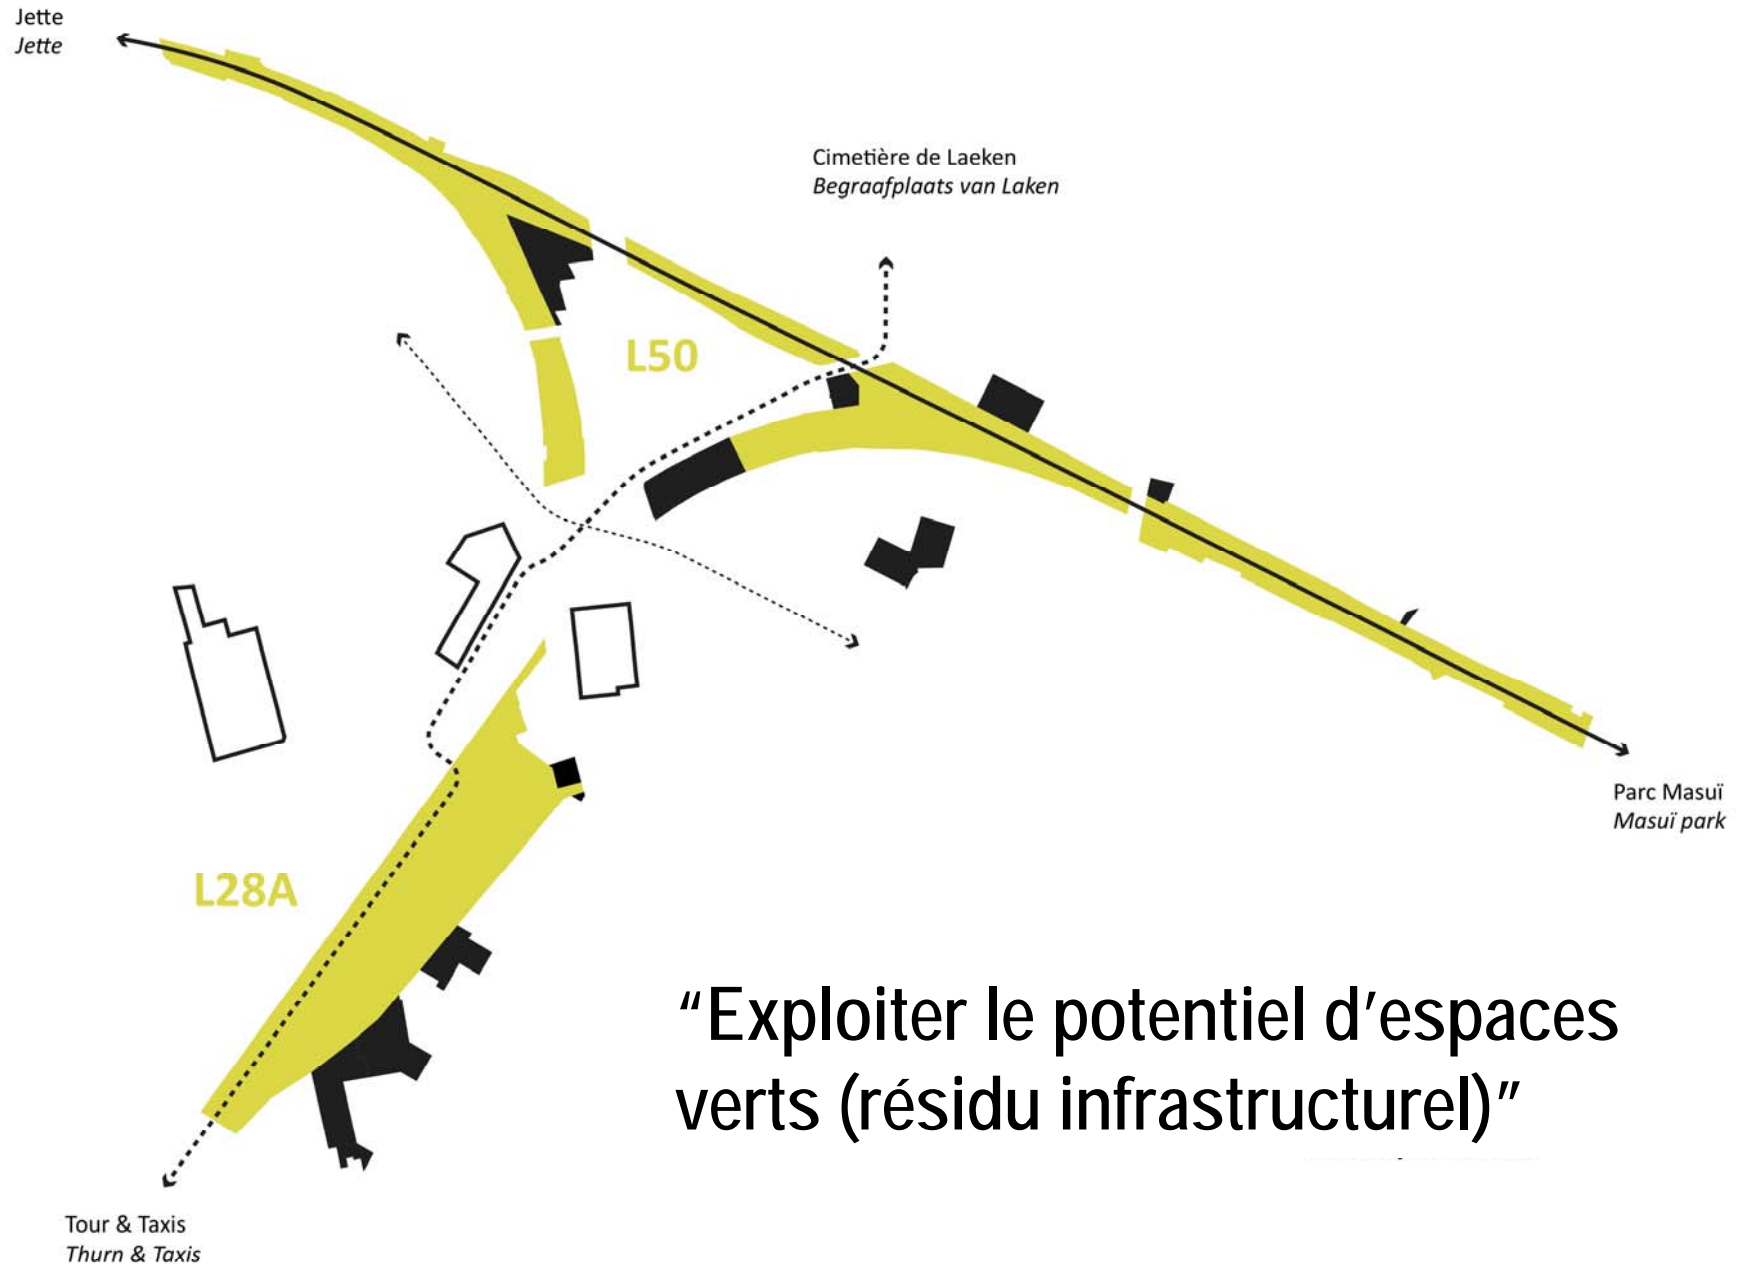 Jette
Jette
Cimetière de Laeken
Begraafplaats van Laken
L50
Parc Masuï
Masuï park
L28A
“Exploiter le potentiel d’espaces
verts (résidu infrastructurel)”
Tour & Taxis
Thurn & Taxis